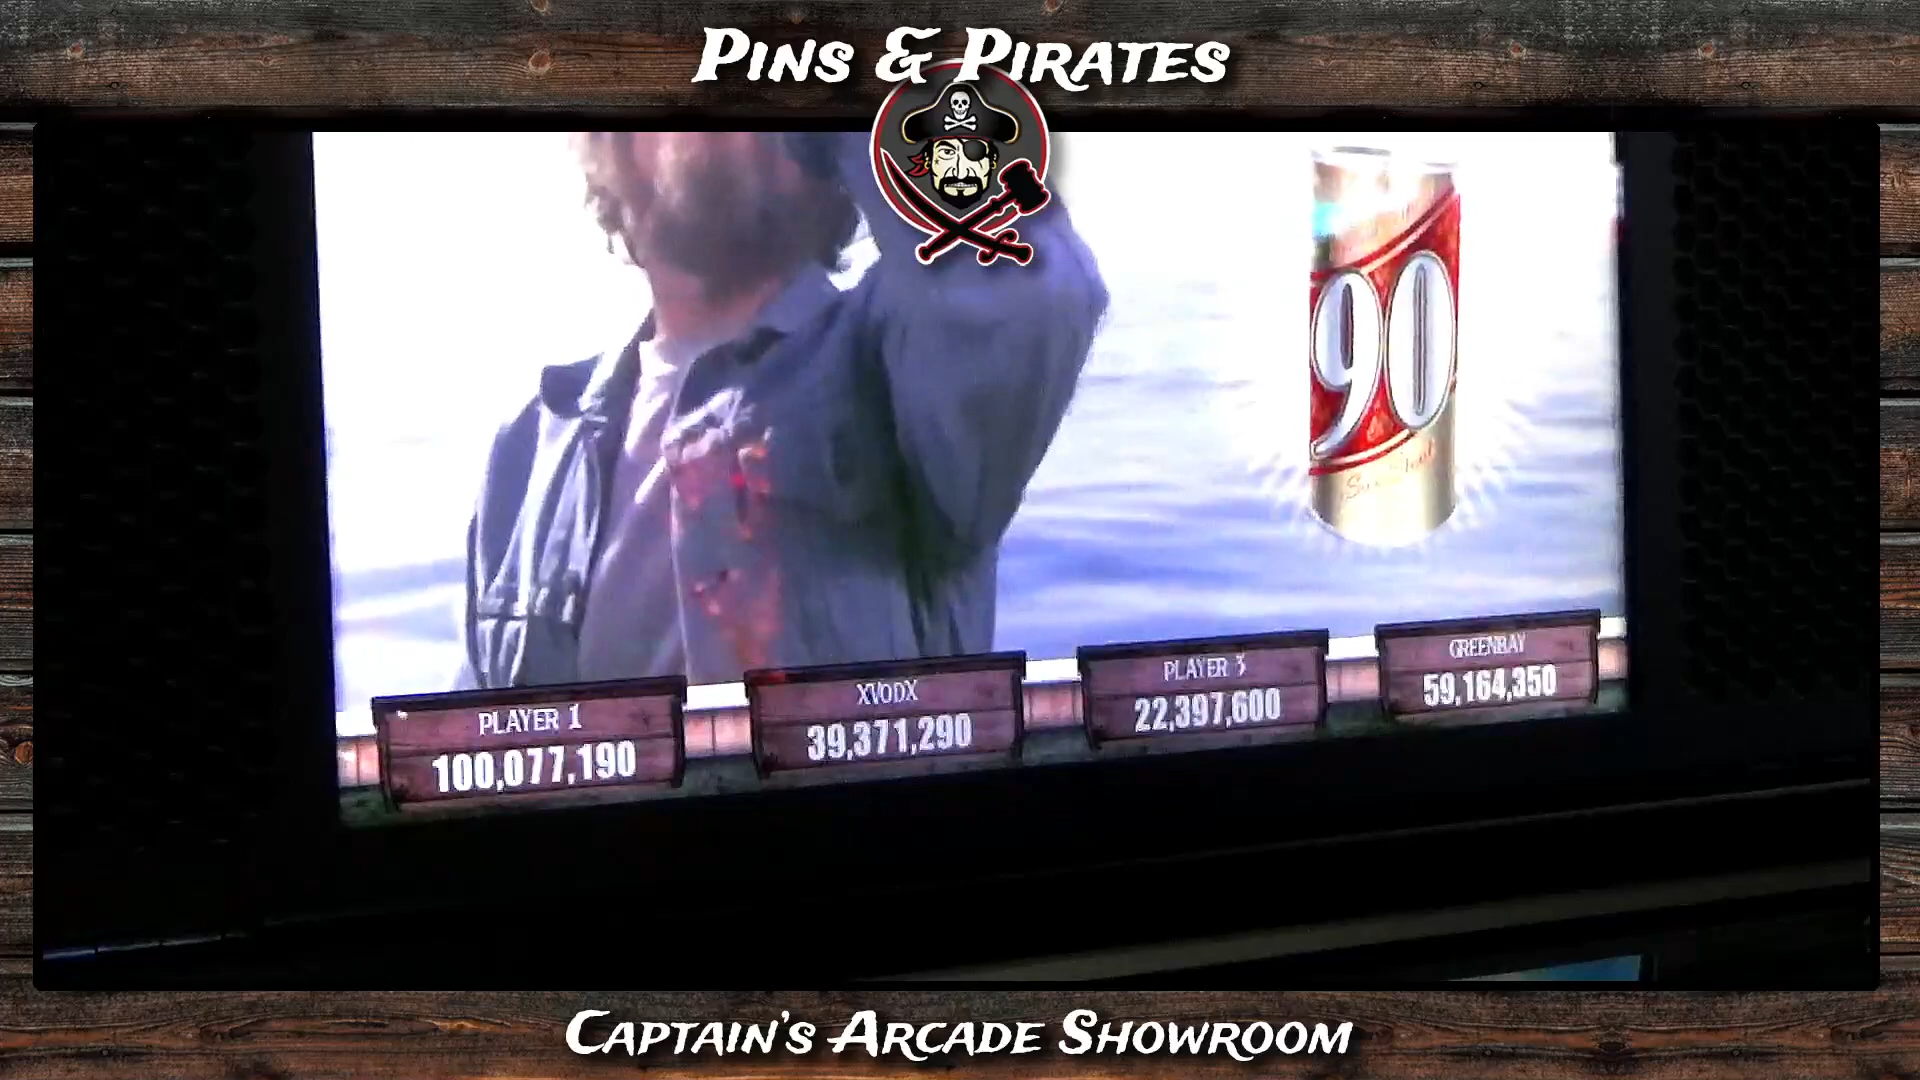 PINS & PIRATES
90
PLAYER 1
100,077,190
XVODX
39,371,290
PLAYER 3
22,397,600
GREENBAY
59,164,350
CAPTAIN'S ARCADE SHOWROOM